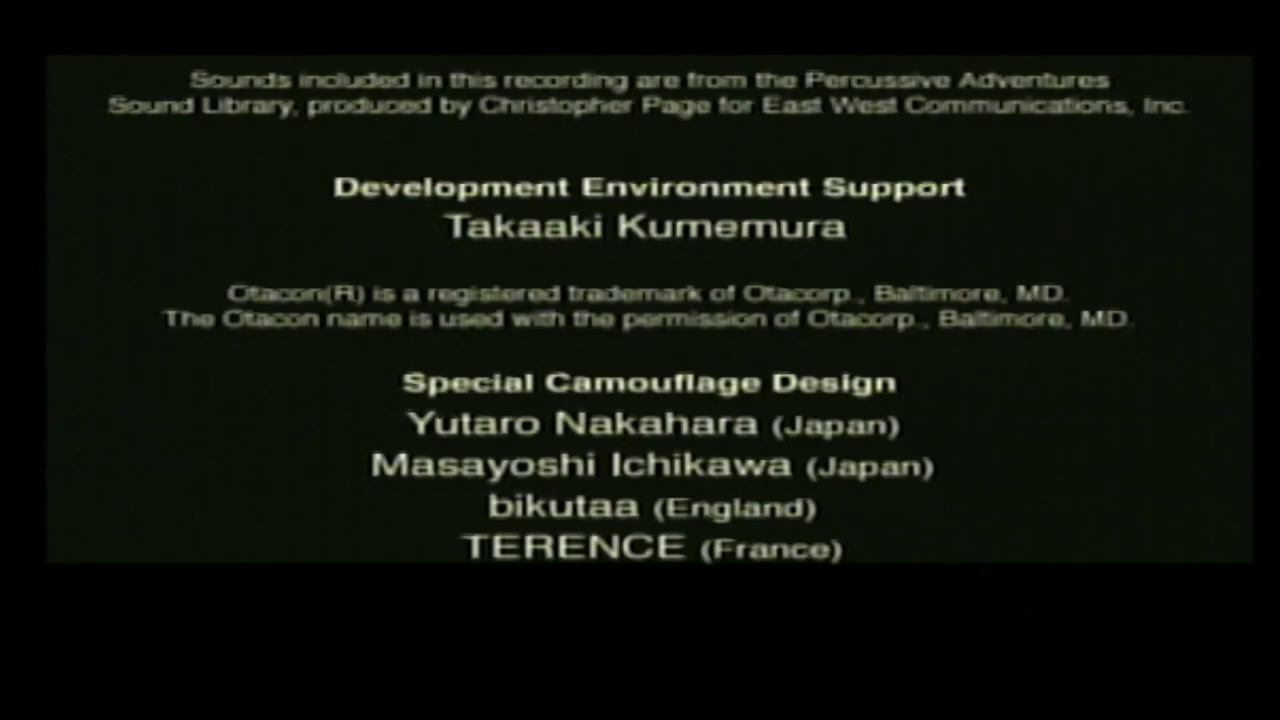 Sounds included in this recording are from the Percussive Adventures
Sound Library, produced by Christopher Page for East West Communications, Inc.
Development Environment Support
Takaaki Kumemura
Otacon(R) is a registered trademark of Otacorp., Baltimore, MD.
The Otacon name is used with the permission of Otacorp., Baltimore, MD.
Special Camouflage Design
Yutaro Nakahara (Japan)
Masayoshi Ichikawa (Japan)
bikutaa (England)
TERENCE (France)